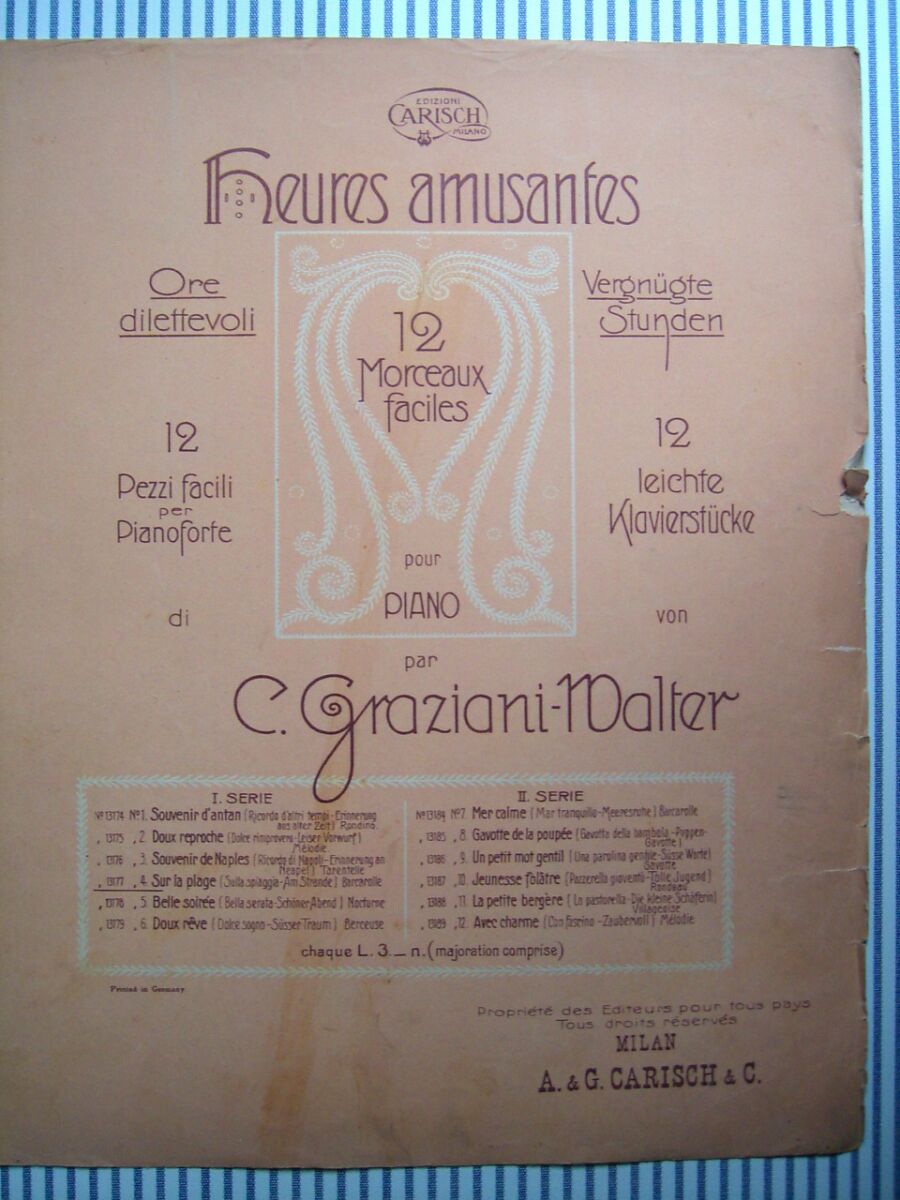 EDIZIONI
CARISCH
MILANO
Heures amusantes
Ore
dilettevoli
Vergnügte
Stunden
12
Morceaux
faciles
12
Pezzi facili
per
Pianoforte
12
leichte
Klavierstücke
pour
PIANO
di
von
par
C. Graziani-Walter
I. SERIE
No 13174 No 1. Souvenir d'antan (Ricordo d'altri tempi - Erinnerung
aus alter Zeit) Rondino
„ 13175 „ 2. Doux reproche (Dolce rimprovero - Leiser Vorwurf)
Mélodie
„ 13176 „ 3. Souvenir de Naples (Ricordo di Napoli - Erinnerung an
Neapel) Tarentelle
„ 13177 „ 4. Sur la plage (Sulla spiaggia - Am Strande) Barcarolle
„ 13178 „ 5. Belle soirée (Bella serata - Schöner Abend) Nocturne
„ 13179 „ 6. Doux rêve (Dolce sogno - Süsser Traum) Berceuse
II. SERIE
No 13184 No 7. Mer calme (Mar tranquillo - Meeresruhe) Barcarolle
„ 13185 „ 8. Gavotte de la poupée (Gavotta della bambola - Puppen-
Gavotte)
„ 13186 „ 9. Un petit mot gentil (Una parolina gentile - Süsse Worte)
Gavotte
„ 13187 „ 10. Jeunesse folâtre (Pazzerella gioventù - Tolle Jugend)
Rondeau
„ 13188 „ 11. La petite bergère (La pastorella - Die kleine Schäferin)
Villageoise
„ 13189 „ 12. Avec charme (Con fascino - Zaubervoll) Mélodie
chaque L. 3._ n. (majoration comprise)
Printed in Germany
Propriété des Editeurs pour tous pays
Tous droits réservés
MILAN
A. & G. CARISCH & C.